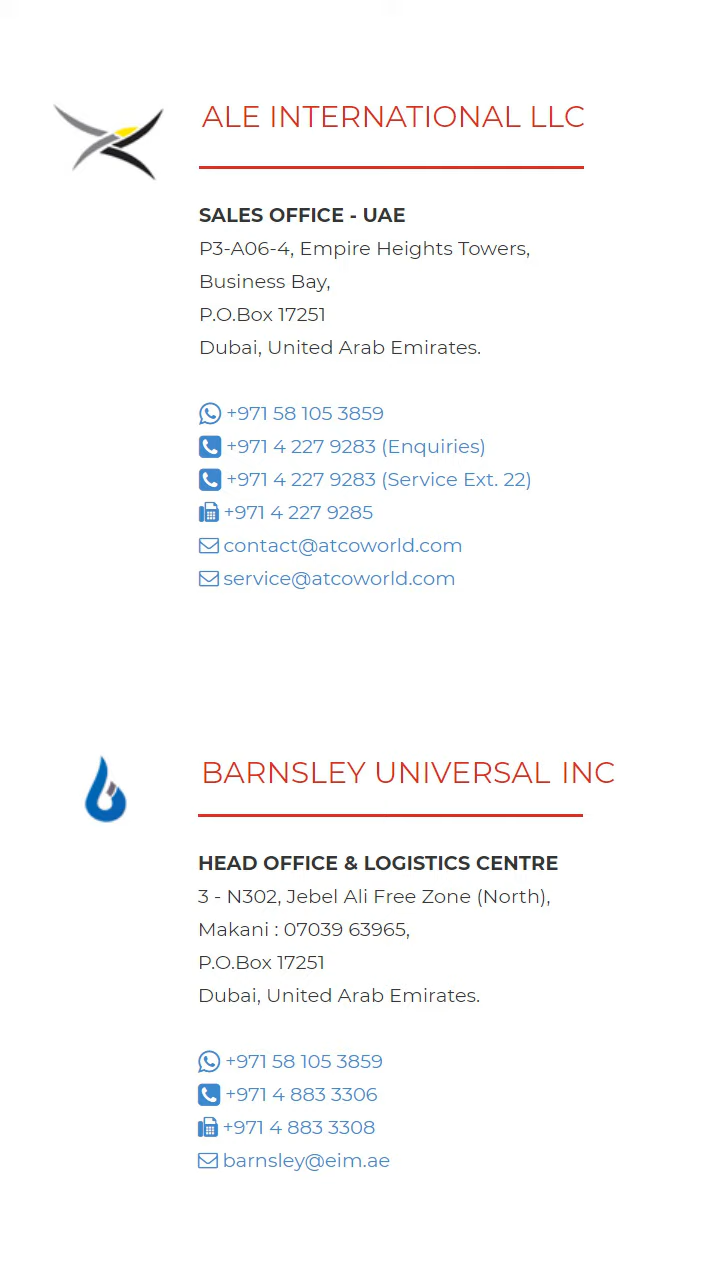 ALE INTERNATIONAL LLC
SALES OFFICE - UAE
P3-A06-4, Empire Heights Towers,
Business Bay,
P.O.Box 17251
Dubai, United Arab Emirates.
+971 58 105 3859
+971 4 227 9283 (Enquiries)
+971 4 227 9283 (Service Ext. 22)
+971 4 227 9285
contact@atcoworld.com
service@atcoworld.com
BARNSLEY UNIVERSAL INC
HEAD OFFICE & LOGISTICS CENTRE
3 - N302, Jebel Ali Free Zone (North),
Makani : 07039 63965,
P.O.Box 17251
Dubai, United Arab Emirates.
+971 58 105 3859
+971 4 883 3306
+971 4 883 3308
barnsley@eim.ae